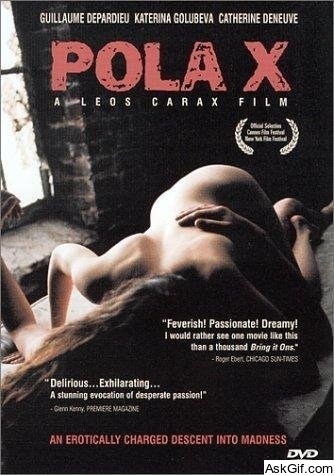 GUILLAUME DEPARDIEU KATERINA GOLUBEVA CATHERINE DENEUVE
POLA X
A LEOS CARAX FILM
Official Selection
Cannes Film Festival
New York Film Festival
"Feverish! Passionate! Dreamy!
I would rather see one movie like this
than a thousand Bring it Ons."
- Roger Ebert, CHICAGO SUN-TIMES
"Delirious...Exhilarating...
A stunning evocation of desperate passion!"
- Glenn Kenny, PREMIERE MAGAZINE
AN EROTICALLY CHARGED DESCENT INTO MADNESS
DVD
AskGif.com